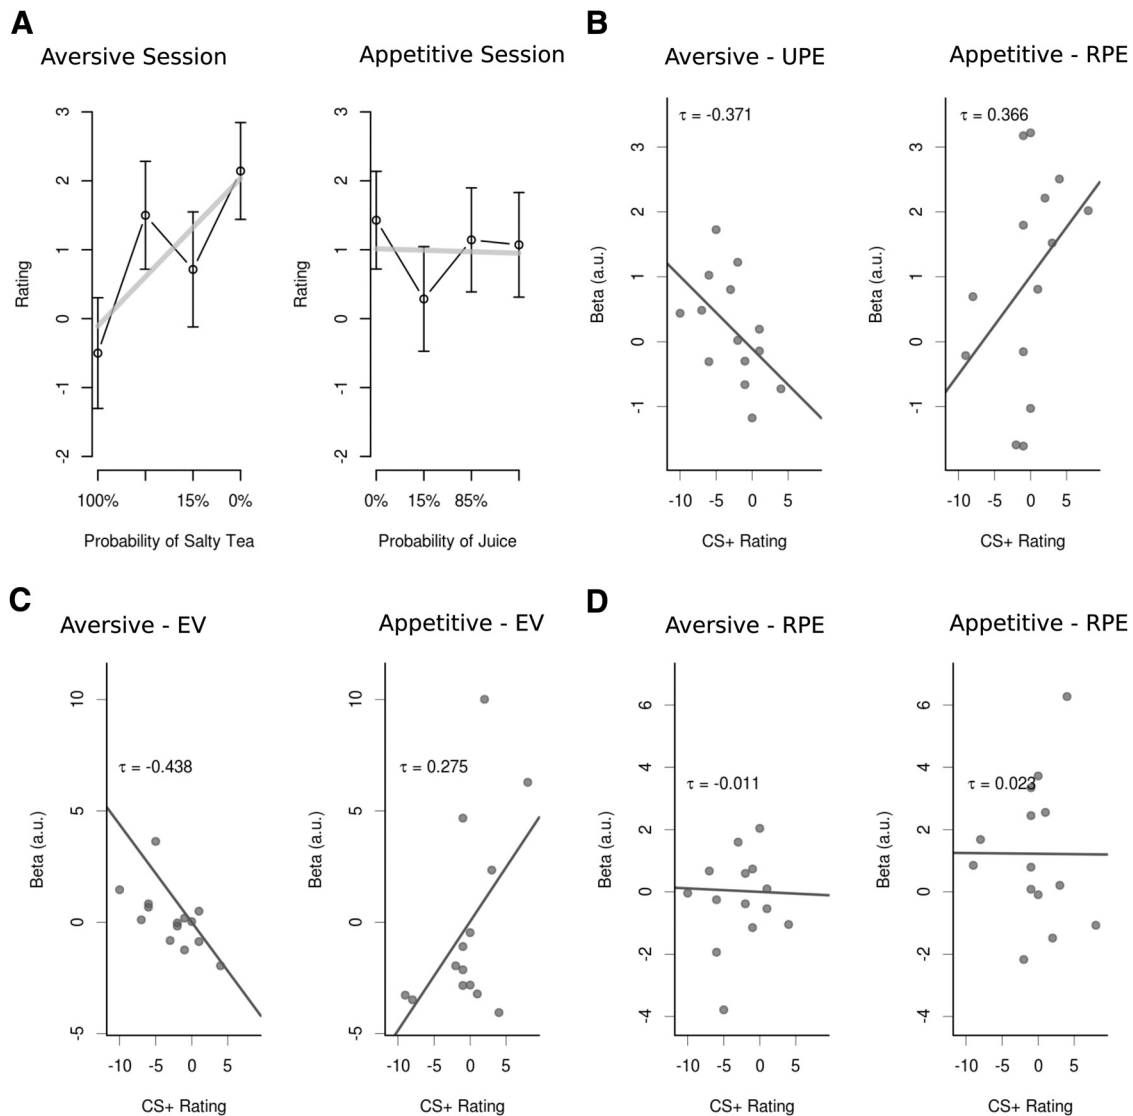 A
Aversive Session
Appetitive Session
Rating
3
2
1
0
-1
-2
100%
15%
0%
Probability of Salty Tea
Rating
3
2
1
0
-1
-2
0%
15%
85%
Probability of Juice
B
Aversive - UPE
Appetitive - RPE
τ = -0.371
Beta (a.u.)
3
2
1
0
-1
-10
-5
0
5
CS+ Rating
τ = 0.366
Beta (a.u.)
3
2
1
0
-1
-10
-5
0
5
CS+ Rating
C
Aversive - EV
Appetitive - EV
τ = -0.438
Beta (a.u.)
10
5
0
-5
-10
-5
0
5
CS+ Rating
τ = 0.275
Beta (a.u.)
10
5
0
-5
-10
-5
0
5
CS+ Rating
D
Aversive - RPE
Appetitive - RPE
τ = -0.011
Beta (a.u.)
6
4
2
0
-2
-4
-10
-5
0
5
CS+ Rating
τ = 0.023
Beta (a.u.)
6
4
2
0
-2
-4
-10
-5
0
5
CS+ Rating